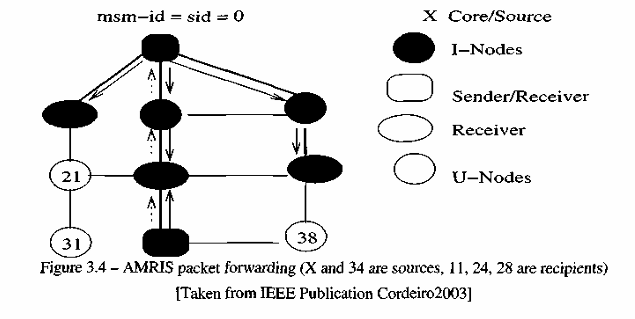 msm-id = sid = 0
X Core/Source
I-Nodes
Sender/Receiver
Receiver
U-Nodes
21
31
38
Figure 3.4 – AMRIS packet forwarding (X and 34 are sources, 11, 24, 28 are recipients)
[Taken from IEEE Publication Cordeiro2003]